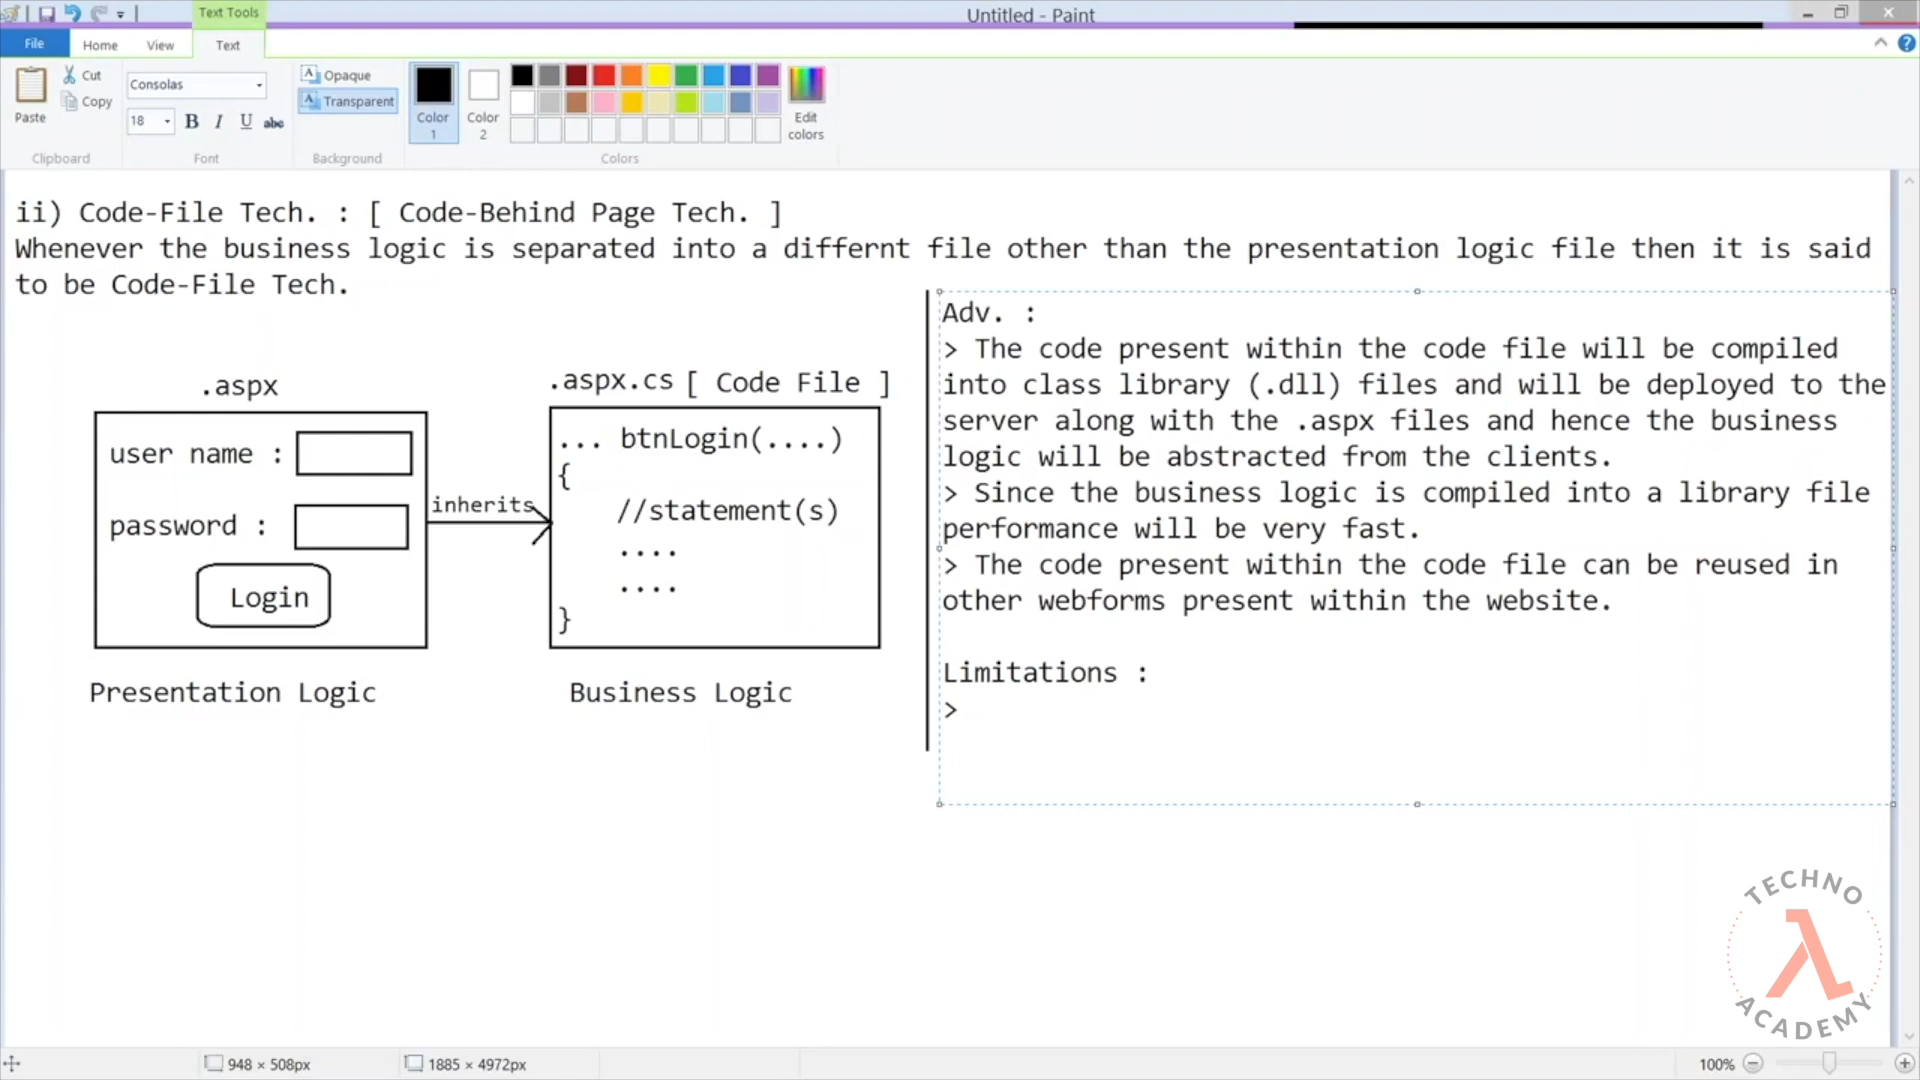 Text Tools
Untitled - Paint
File
Home
View
Text
Cut
Copy
Paste
Clipboard
Consolas
18
B I U abc
Font
Opaque
Transparent
Background
Color 1
Color 2
Edit colors
Colors
ii) Code-File Tech. : [ Code-Behind Page Tech. ]
Whenever the business logic is separated into a differnt file other than the presentation logic file then it is said
to be Code-File Tech.
.aspx
user name :
password :
Login
Presentation Logic
inherits
.aspx.cs [ Code File ]
... btnLogin(....)
{
//statement(s)
....
....
}
Business Logic
Adv. :
> The code present within the code file will be compiled
into class library (.dll) files and will be deployed to the
server along with the .aspx files and hence the business
logic will be abstracted from the clients.
> Since the business logic is compiled into a library file
performance will be very fast.
> The code present within the code file can be reused in
other webforms present within the website.
Limitations :
>
TECHNO
ACADEMY
948 × 508px
1885 × 4972px
100%